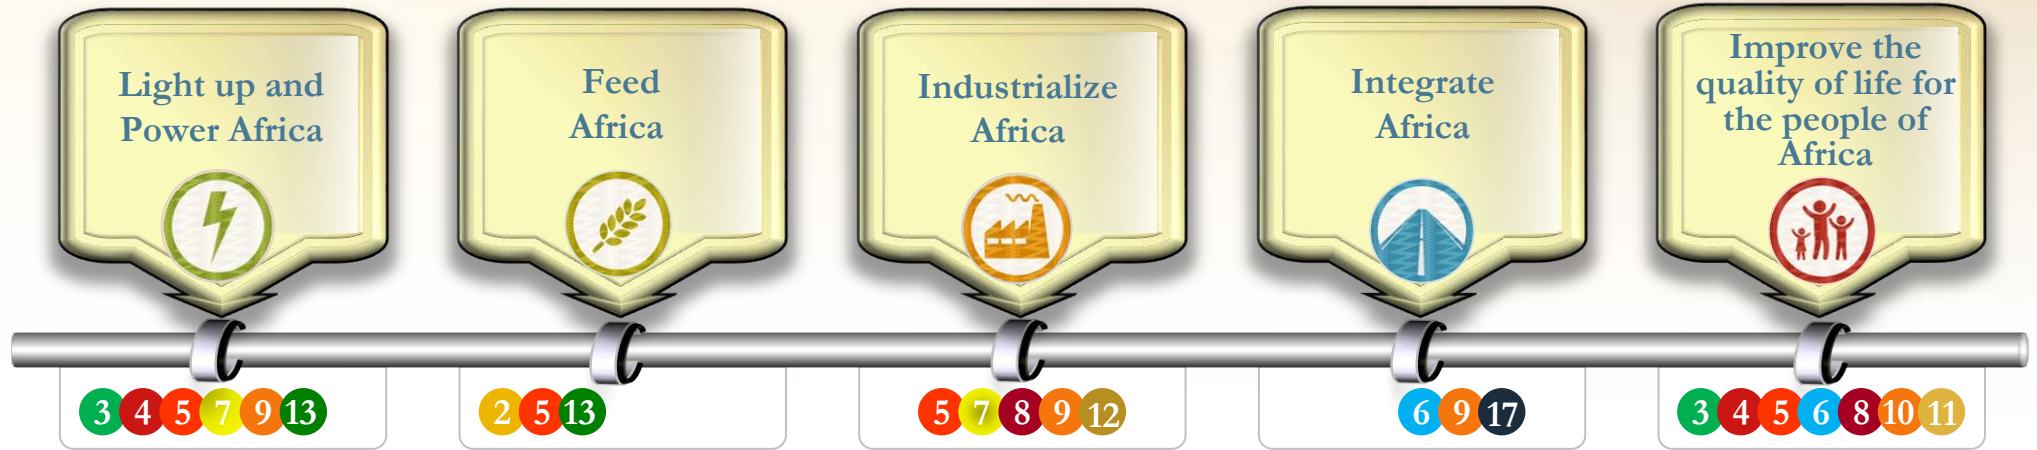 Light up and
Power Africa
Feed
Africa
Industrialize
Africa
Integrate
Africa
Improve the
quality of life for
the people of
Africa
3 4 5 7 9 13
2 5 13
5 7 8 9 12
6 9 17
3 4 5 6 8 10 11